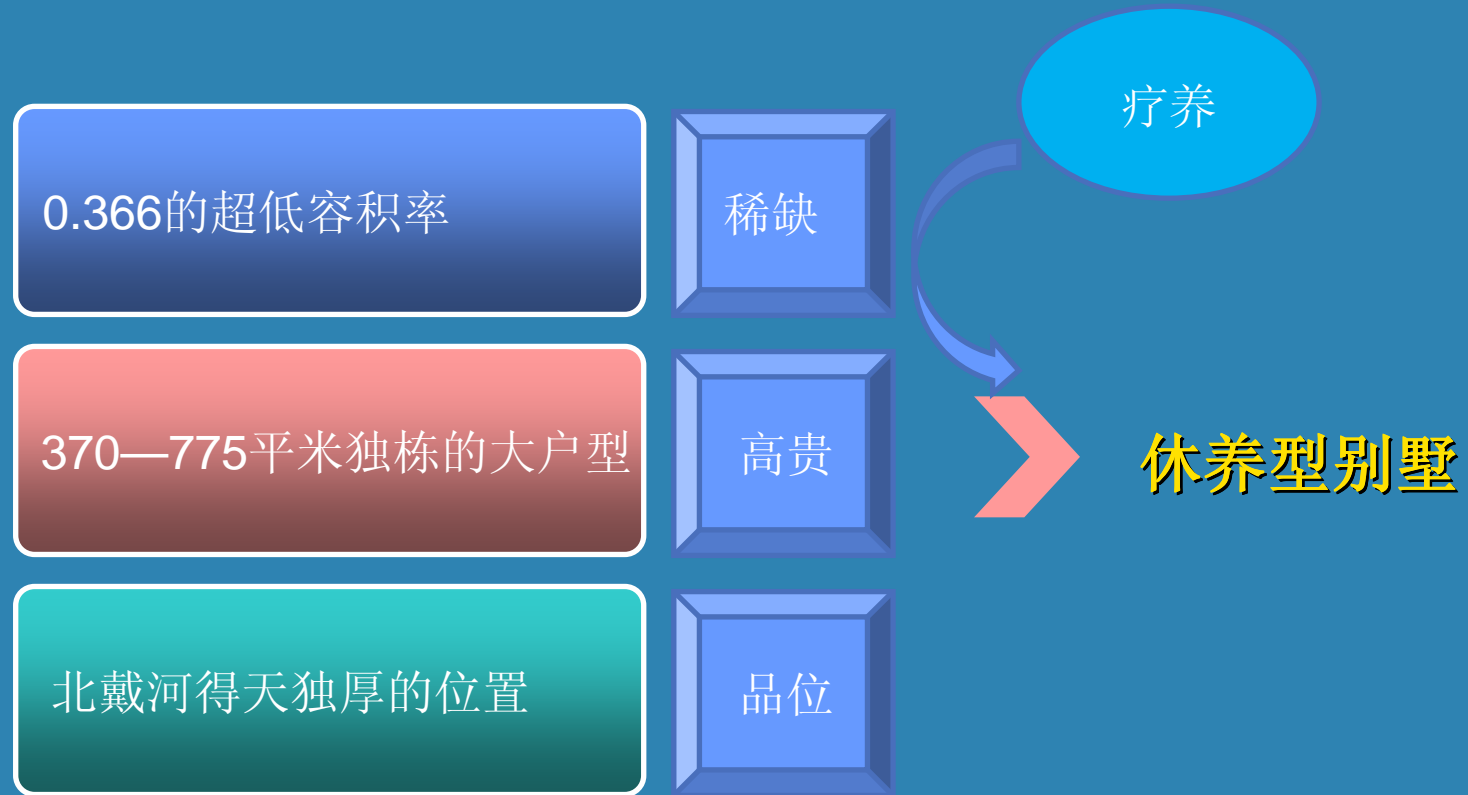 疗养
0.366的超低容积率
稀缺
370—775平米独栋的大户型
高贵
休养型别墅
北戴河得天独厚的位置
品位